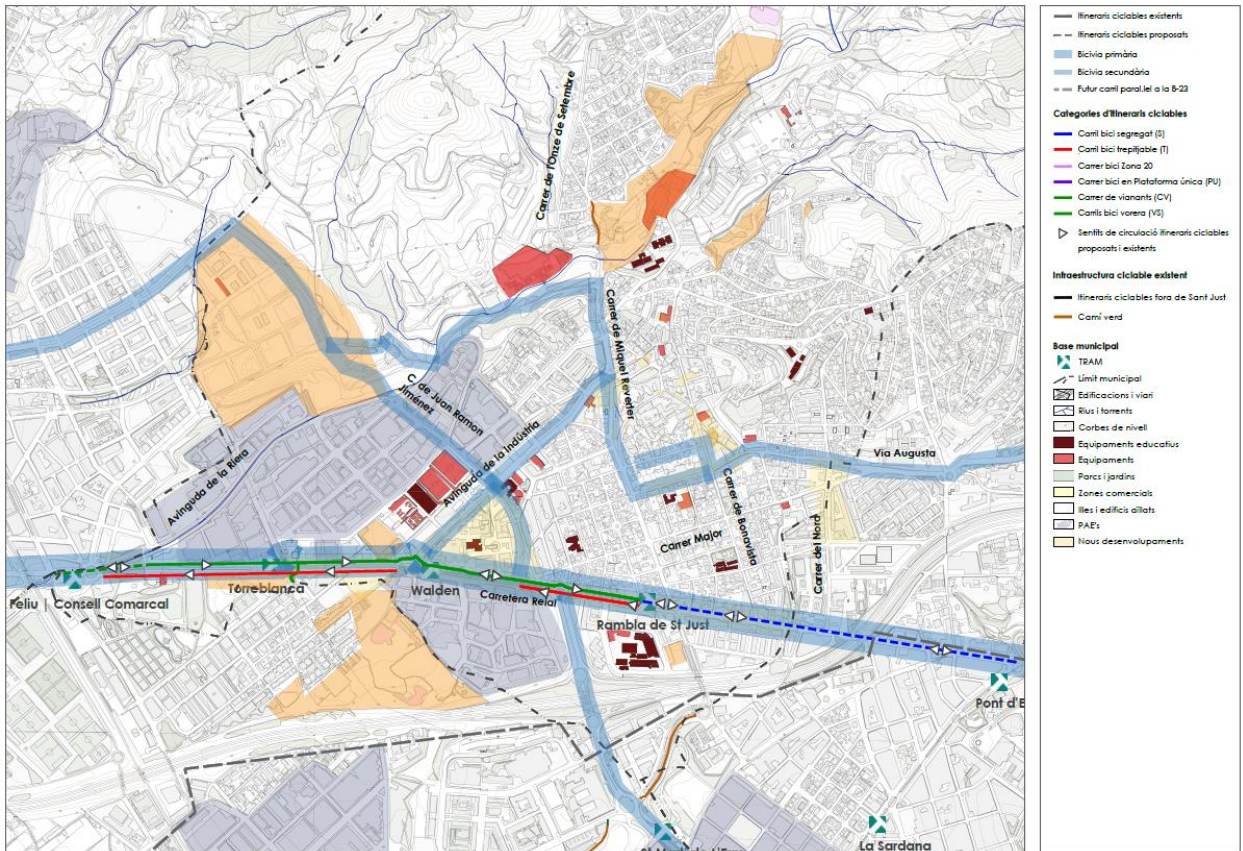 Carrer de l'Onze de Setembre
Carrer de Miquel Reverter
C. de Juan Ramon
Jiménez
Avinguda de la Indústria
Avinguda de la Riera
Via Augusta
Carrer de Bonavista
Carrer Major
Carrer del Nord
Feliu | Consell Comarcal
Torreblanca
Walden
Carretera Reial
Rambla de St Just
Pont d'E
La Sardana
Itineraris ciclables existents
Itineraris ciclables proposats
Bicivia primària
Bicivia secundària
Futur carril paral.lel a la B-23
Categories d'itineraris ciclables
Carril bici segregat (S)
Carril bici trepitjable (T)
Carrer bici Zona 20
Carrer bici en Plataforma única (PU)
Carrer de vianants (CV)
Carrils bici vorera (VS)
Sentits de circulació itineraris ciclables
proposats i existents
Infraestructura ciclable existent
Itineraris ciclables fora de Sant Just
Camí verd
Base municipal
TRAM
Límit municipal
Edificacions i viari
Rius i torrents
Corbes de nivell
Equipaments educatius
Equipaments
Parcs i jardins
Zones comercials
Illes i edificis aïllats
PAE's
Nous desenvolupaments